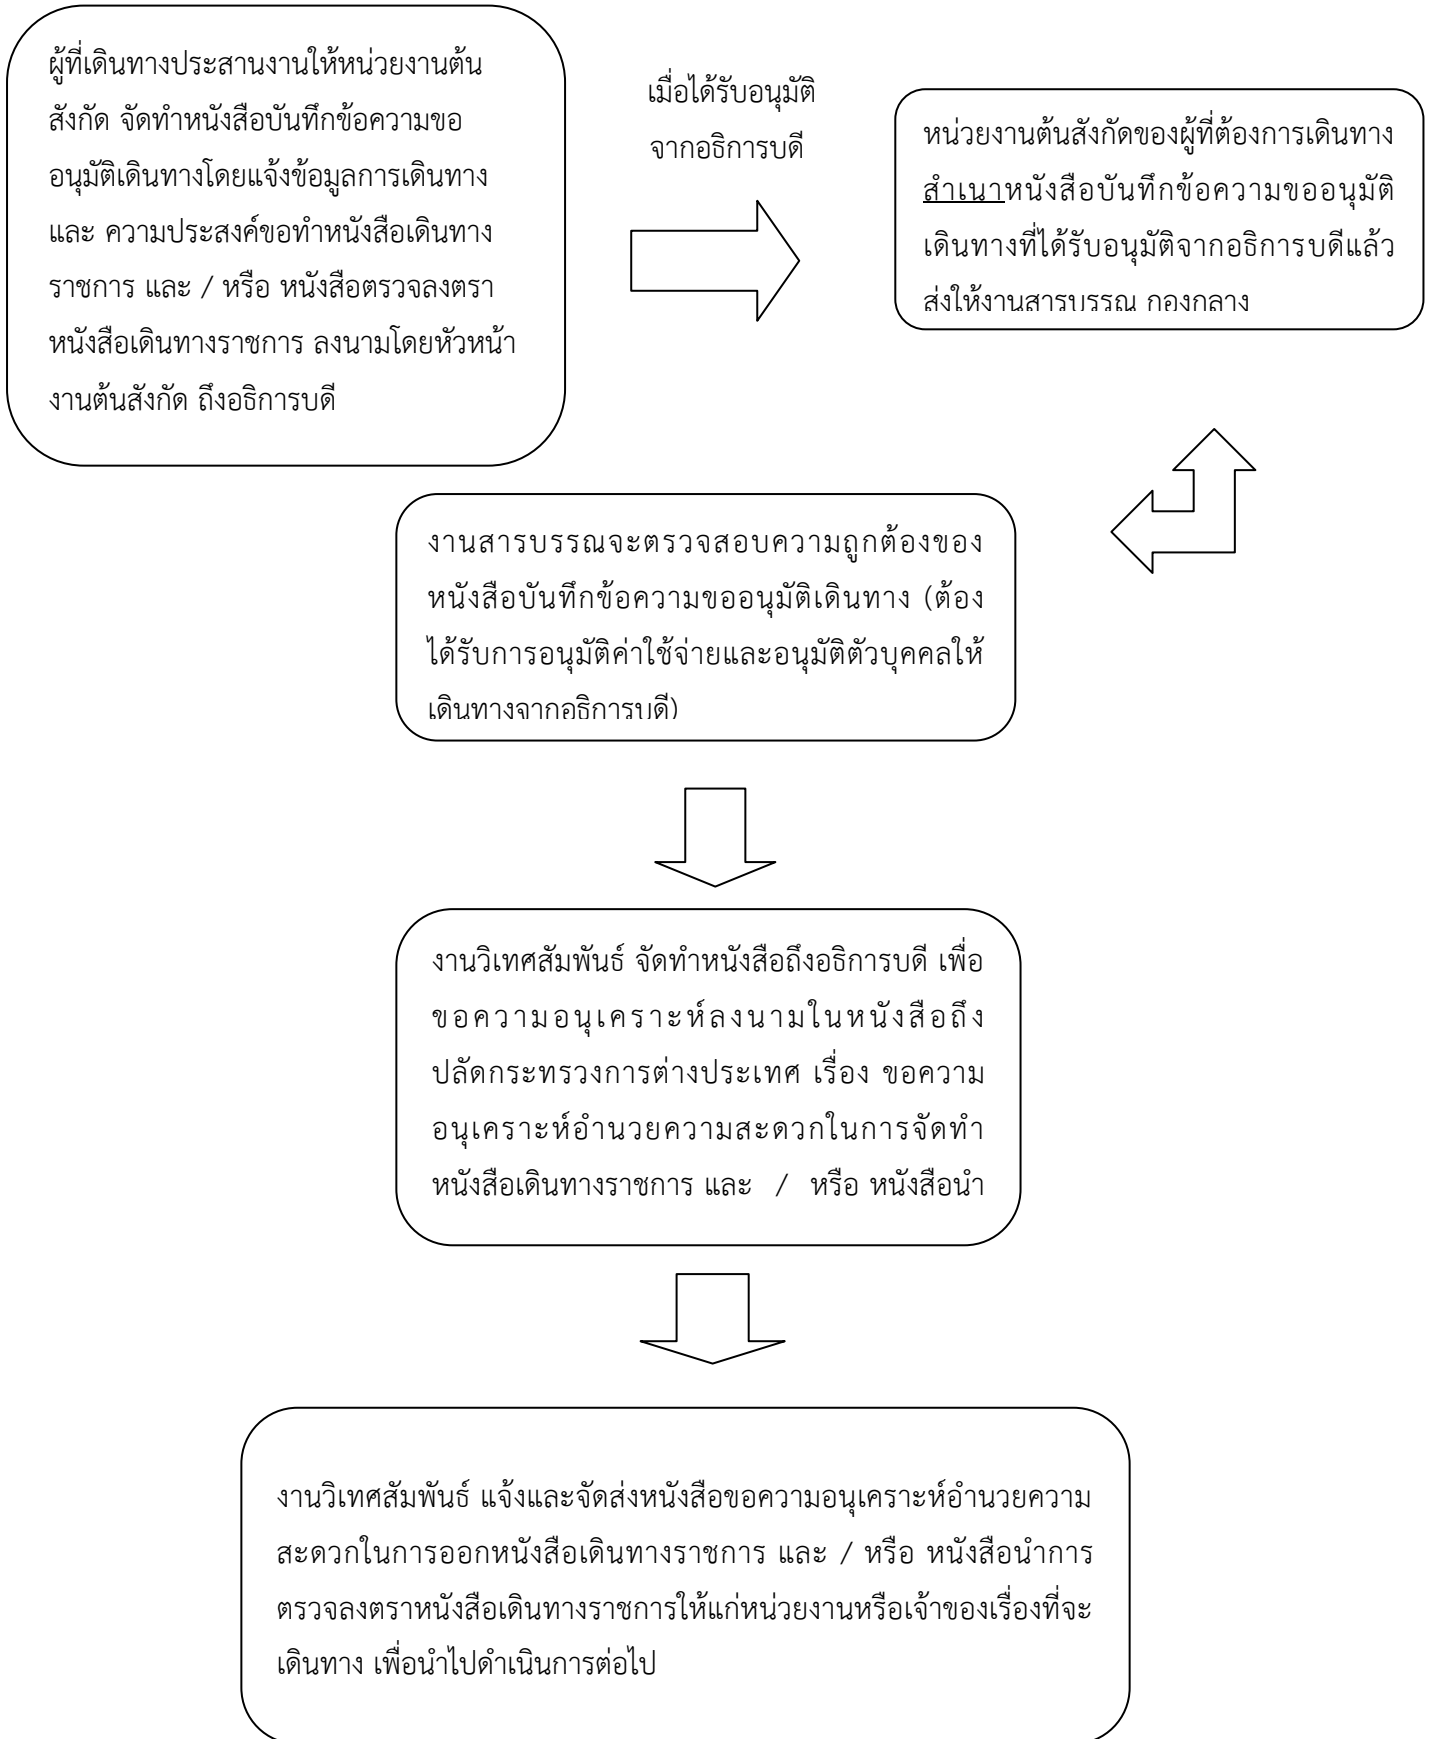 ผู้ที่เดินทางประสานงานให้หน่วยงานต้น
สังกัด จัดทำหนังสือบันทึกข้อความขอ
อนุมัติเดินทางโดยแจ้งข้อมูลการเดินทาง
และ ความประสงค์ขอทำหนังสือเดินทาง
ราชการ และ / หรือ หนังสือตรวจลงตรา
หนังสือเดินทางราชการ ลงนามโดยหัวหน้า
งานต้นสังกัด ถึงอธิการบดี
เมื่อได้รับอนุมัติ
จากอธิการบดี
หน่วยงานต้นสังกัดของผู้ที่ต้องการเดินทาง
สำเนาหนังสือบันทึกข้อความขออนุมัติ
เดินทางที่ได้รับอนุมัติจากอธิการบดีแล้ว
ส่งให้งานสารบรรณ กองกลาง
งานสารบรรณจะตรวจสอบความถูกต้องของ
หนังสือบันทึกข้อความขออนุมัติเดินทาง (ต้อง
ได้รับการอนุมัติค่าใช้จ่ายและอนุมัติตัวบุคคลให้
เดินทางจากอธิการบดี)
งานวิเทศสัมพันธ์ จัดทำหนังสือถึงอธิการบดี เพื่อ
ขอความอนุเคราะห์ลงนามในหนังสือถึง
ปลัดกระทรวงการต่างประเทศ เรื่อง ขอความ
อนุเคราะห์อำนวยความสะดวกในการจัดทำ
หนังสือเดินทางราชการ และ / หรือ หนังสือนำ
งานวิเทศสัมพันธ์ แจ้งและจัดส่งหนังสือขอความอนุเคราะห์อำนวยความ
สะดวกในการออกหนังสือเดินทางราชการ และ / หรือ หนังสือนำการ
ตรวจลงตราหนังสือเดินทางราชการให้แก่หน่วยงานหรือเจ้าของเรื่องที่จะ
เดินทาง เพื่อนำไปดำเนินการต่อไป